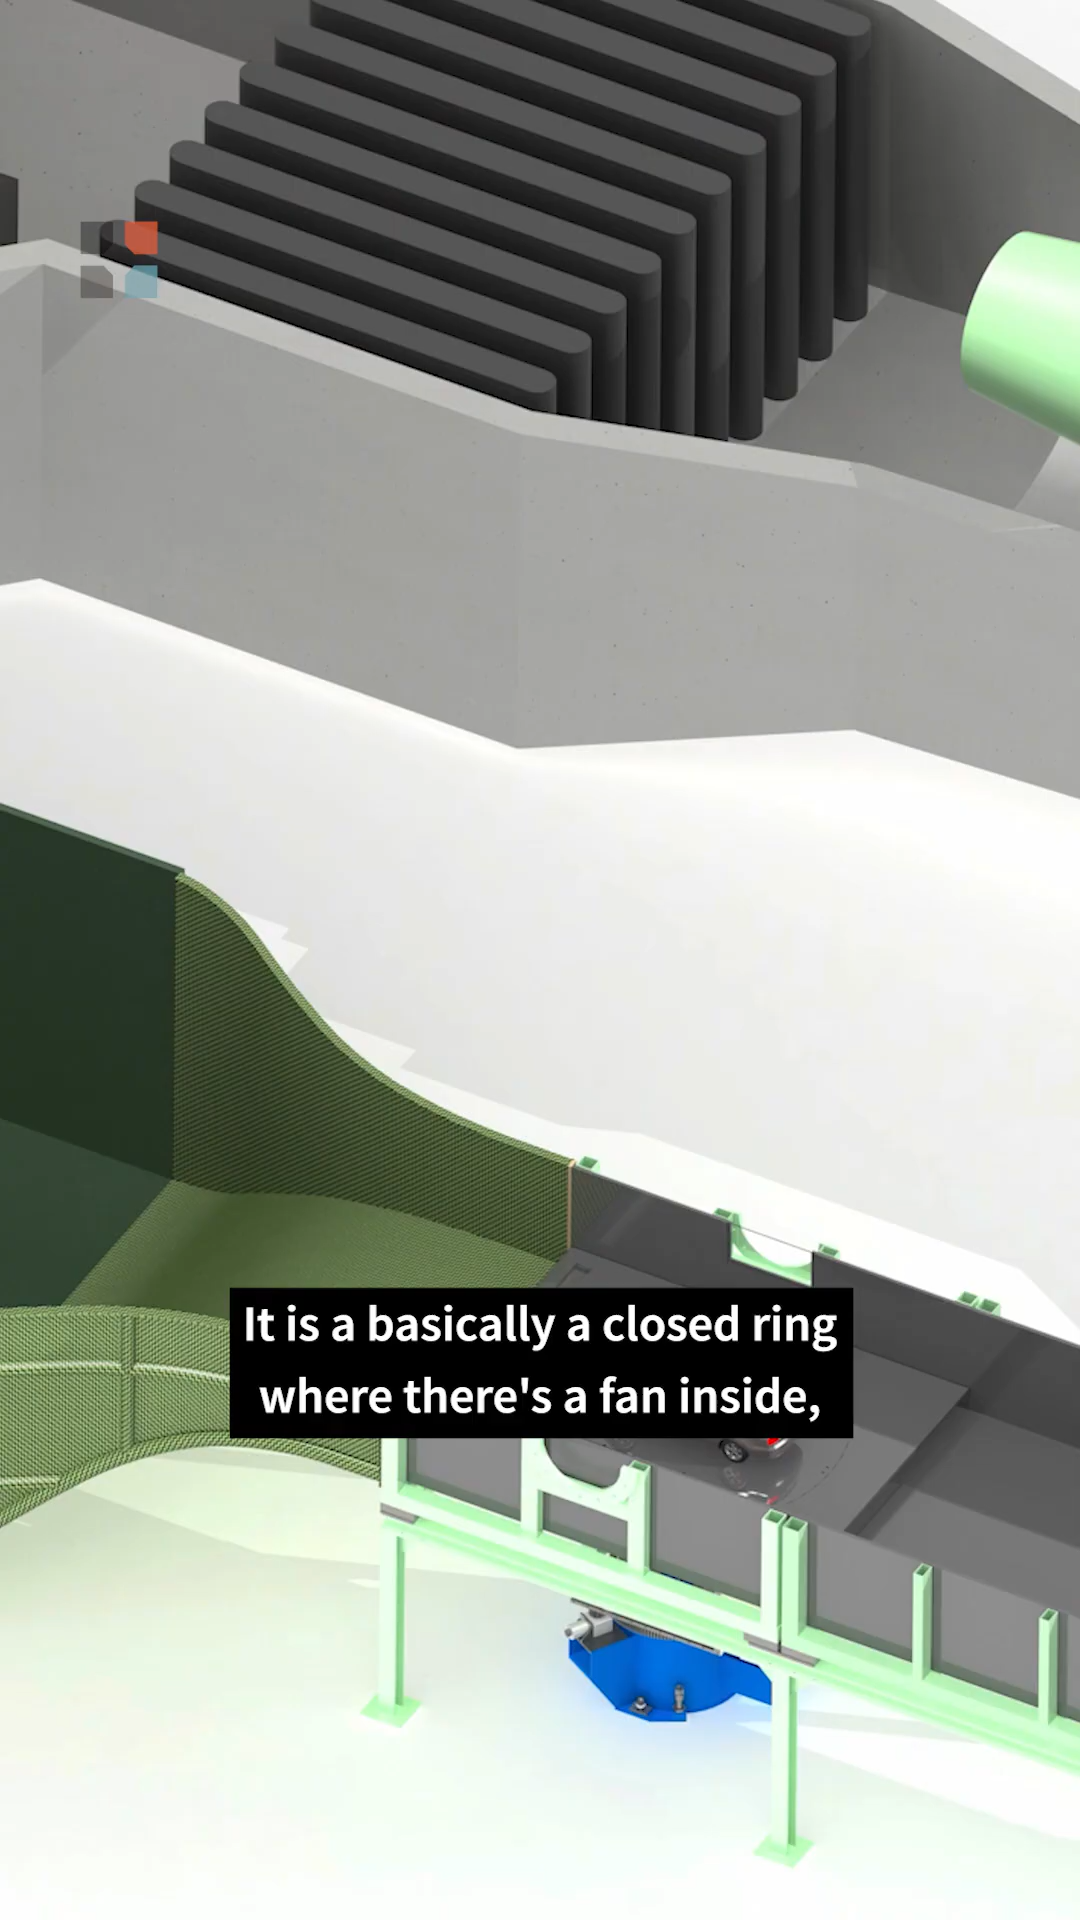 It is a basically a closed ring
where there's a fan inside,